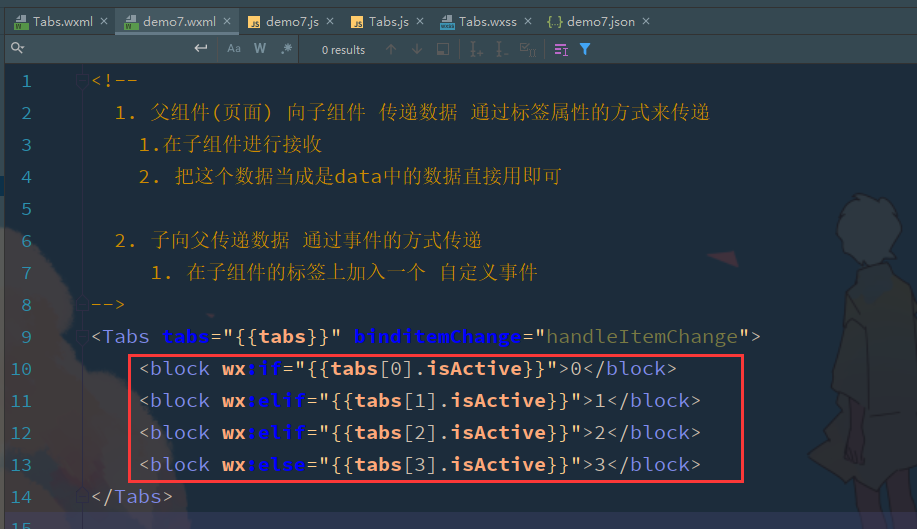 Tabs.wxml × demo7.wxml × demo7.js × Tabs.js × Tabs.wxss × demo7.json ×
Aa W .* 0 results
1 <!--
2 1. 父组件(页面) 向子组件 传递数据 通过标签属性的方式来传递
3 1.在子组件进行接收
4 2. 把这个数据当成是data中的数据直接用即可
5
6 2. 子向父传递数据 通过事件的方式传递
7 1. 在子组件的标签上加入一个 自定义事件
8 -->
9 <Tabs tabs="{{tabs}}" binditemChange="handleItemChange">
10 <block wx:if="{{tabs[0].isActive}}">0</block>
11 <block wx:elif="{{tabs[1].isActive}}">1</block>
12 <block wx:elif="{{tabs[2].isActive}}">2</block>
13 <block wx:else="{{tabs[3].isActive}}">3</block>
14 </Tabs>
15